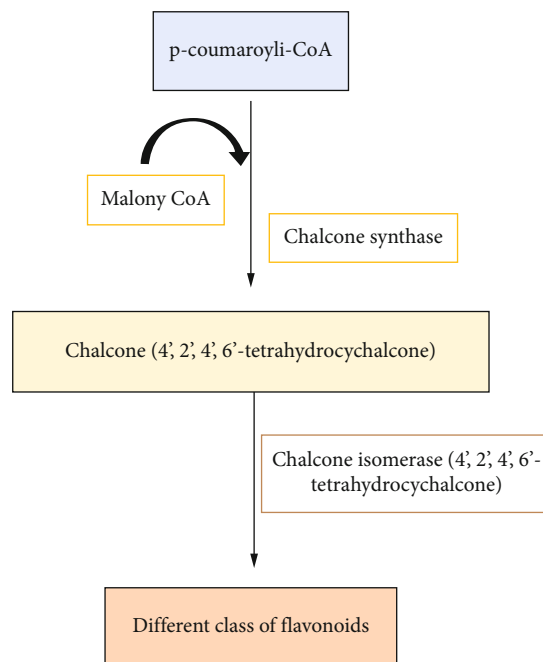 p-coumaroyli-CoA
Malony CoA
Chalcone synthase
Chalcone (4', 2', 4', 6'-tetrahydrocychalcone)
Chalcone isomerase (4', 2', 4', 6'-
tetrahydrocychalcone)
Different class of flavonoids